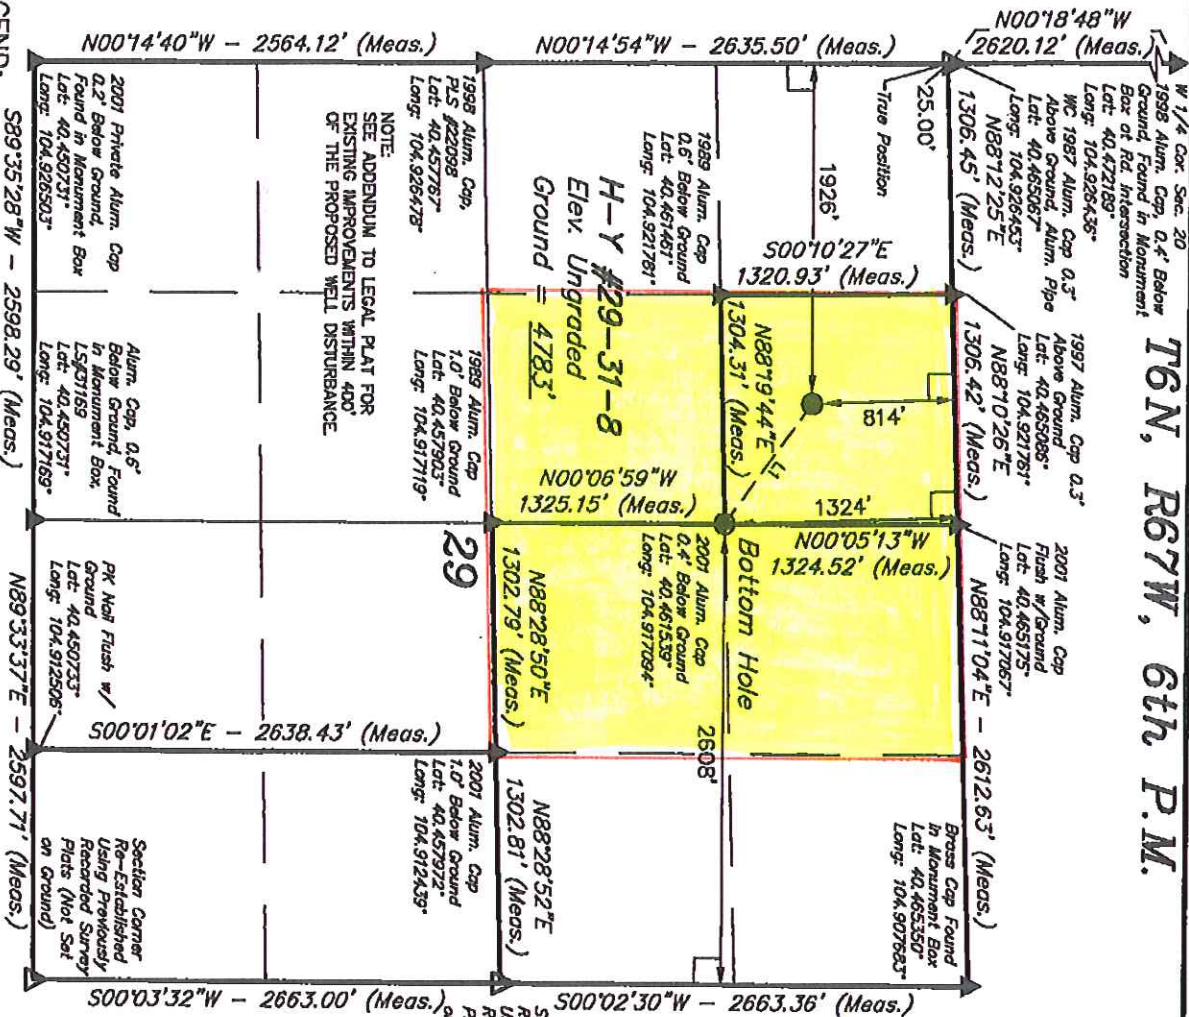 T6N, R67W, 6th P.M.
N00°18'48"W
2620.12' (Meas.)
W 1/4 Cor. Sec. 20
1998 Alum. Cap, 0.4' Below
Ground, Found in Monument
Box at Rd. Intersection
Lat: 40.472189°
Long: 104.926436°
WC 1987 Alum. Cap 0.3'
Above Ground, Alum. Pipe
Lat: 40.465067°
Long: 104.926453°
N88°12'25"E
1306.45' (Meas.)
25.00'
True Position
1997 Alum. Cap 0.3'
Above Ground
Lat: 40.465086°
Long: 104.921761°
N88°10'26"E
1306.42' (Meas.)
2001 Alum. Cap
Flush w/Ground
Lat: 40.465175°
Long: 104.917067°
N88°11'04"E - 2612.63' (Meas.)
Brass Cap Found
in Monument Box
Lat: 40.465350°
Long: 104.907683°
N00°14'54"W - 2635.50' (Meas.)
1926'
S00°10'27"E
1320.93' (Meas.)
814'
1324'
N00°05'13"W
1324.52' (Meas.)
1989 Alum. Cap
0.6' Below Ground
Lat: 40.461461°
Long: 104.921761°
N88°19'44"E
1304.31' (Meas.)
Bottom Hole
2001 Alum. Cap
0.4' Below Ground
Lat: 40.461539°
Long: 104.917094°
2608'
H-Y #29-31-8
Elev. Ungraded
Ground = 4783'
N00°06'59"W
1325.15' (Meas.)
N88°28'50"E
1302.79' (Meas.)
N88°28'52"E
1302.81' (Meas.)
S00°02'30"W - 2663.36' (Meas.)
29
1998 Alum. Cap,
PLS #22098
Lat: 40.457767°
Long: 104.926478°
1989 Alum. Cap
1.0' Below Ground
Lat: 40.457903°
Long: 104.917119°
2001 Alum. Cap
1.0' Below Ground
Lat: 40.457972°
Long: 104.912439°
NOTE:
SEE ADDENDUM TO LEGAL PLAT FOR
EXISTING IMPROVEMENTS WITHIN 400'
OF THE PROPOSED WELL DISTURBANCE.
N00°14'40"W - 2564.12' (Meas.)
S00°01'02"E - 2638.43' (Meas.)
S00°03'32"W - 2663.00' (Meas.)
2001 Private Alum. Cap
0.2' Below Ground,
Found in Monument Box
Lat: 40.450731°
Long: 104.926503°
Alum. Cap, 0.6'
Below Ground, Found
in Monument Box,
LS#31169
Lat: 40.450731°
Long: 104.917169°
PK Nail Flush w/
Ground
Lat: 40.450733°
Long: 104.912506°
Section Corner
Re-Established
Using Previously
Recorded Survey
Plats (Not Set
on Ground)
S89°35'28"W - 2598.29' (Meas.)
N89°33'37"E - 2597.71' (Meas.)